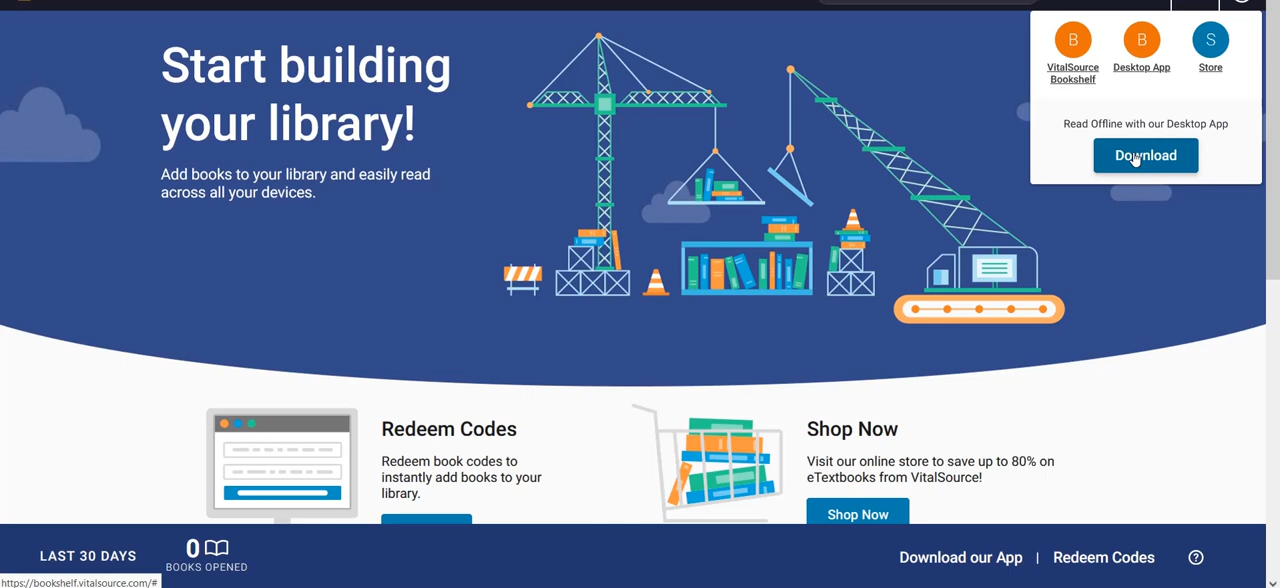 Start building
your library!
Add books to your library and easily read
across all your devices.
B
B
S
VitalSource
Bookshelf
Desktop App
Store
Read Offline with our Desktop App
Download
Redeem Codes
Redeem book codes to
instantly add books to your
library.
Shop Now
Visit our online store to save up to 80% on
eTextbooks from VitalSource!
Shop Now
LAST 30 DAYS
0
BOOKS OPENED
Download our App | Redeem Codes
?
https://bookshelf.vitalsource.com/#